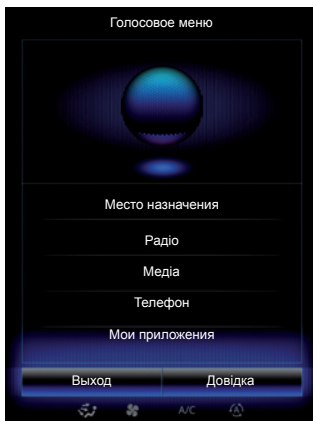 Голосовое меню
Место назначения
Радіо
Медіа
Телефон
Мои приложения
Выход Довідка
A/C A